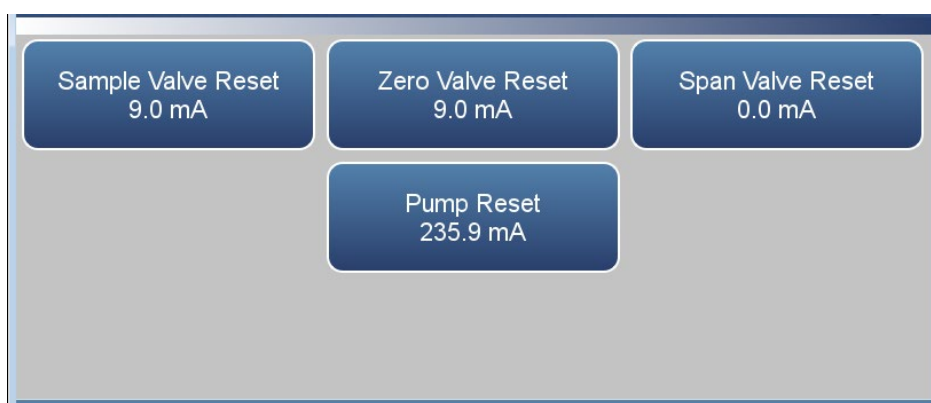 Sample Valve Reset
9.0 mA
Zero Valve Reset
9.0 mA
Span Valve Reset
0.0 mA
Pump Reset
235.9 mA